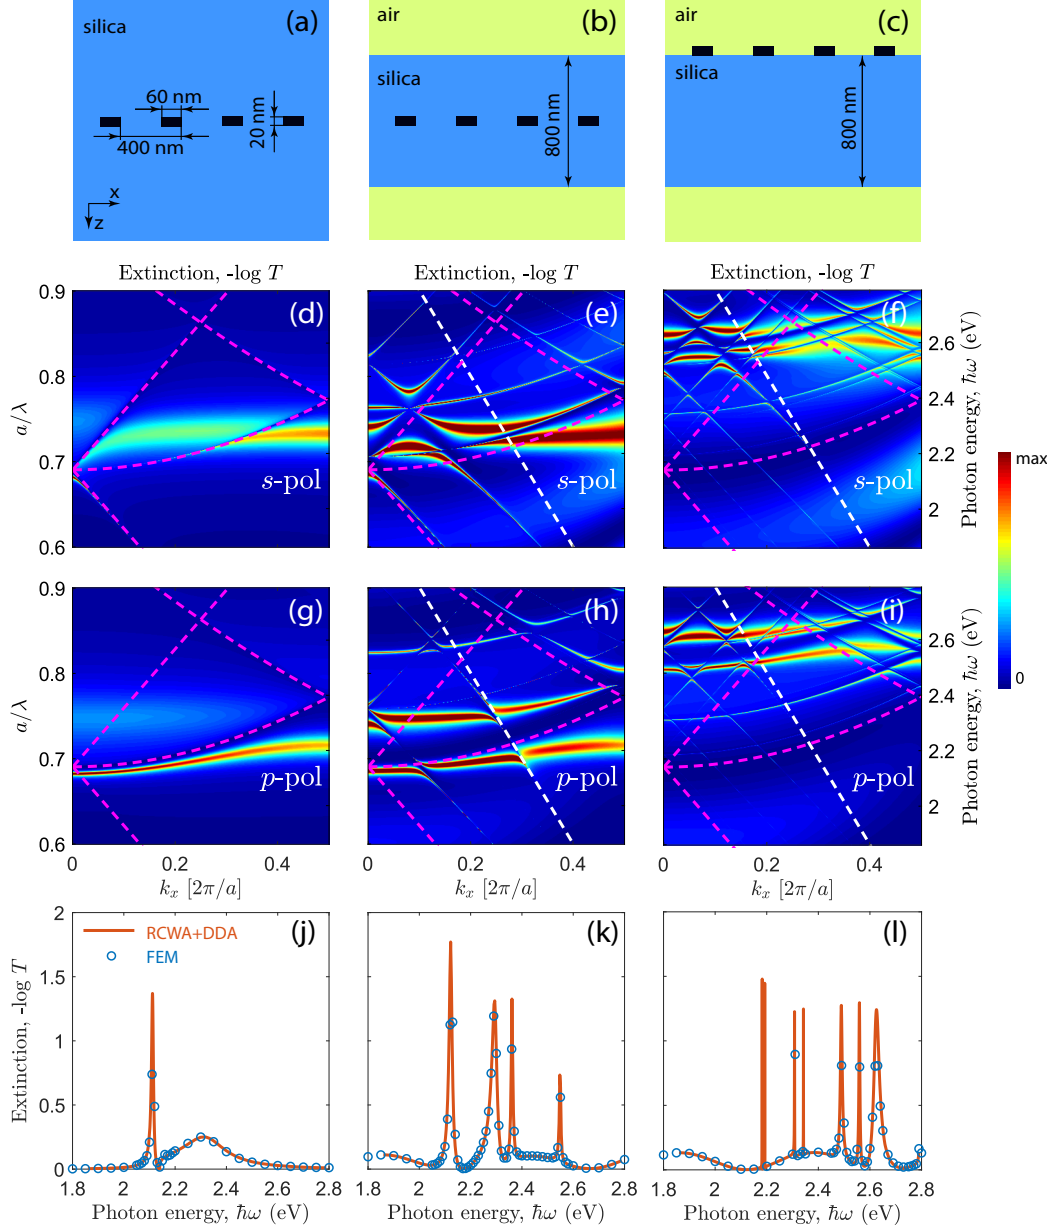 (a)
silica
60 nm
400 nm
20 nm
x
z
(b)
air
silica
800 nm
(c)
air
silica
800 nm
Extinction, -log T
(d)
s-pol
0.9
0.8
0.7
0.6
a/λ
Extinction, -log T
(e)
s-pol
Extinction, -log T
(f)
s-pol
2.6
2.4
2.2
2
Photon energy, ħω (eV)
max
0
(g)
p-pol
0.9
0.8
0.7
0.6
a/λ
0
0.2
0.4
kx [2π/a]
(h)
p-pol
0
0.2
0.4
kx [2π/a]
(i)
p-pol
2.6
2.4
2.2
2
Photon energy, ħω (eV)
0
0.2
0.4
kx [2π/a]
(j)
RCWA+DDA
FEM
2
1.5
1
0.5
0
Extinction, -log T
1.8 2 2.2 2.4 2.6 2.8
Photon energy, ħω (eV)
(k)
1.8 2 2.2 2.4 2.6 2.8
Photon energy, ħω (eV)
(l)
1.8 2 2.2 2.4 2.6 2.8
Photon energy, ħω (eV)